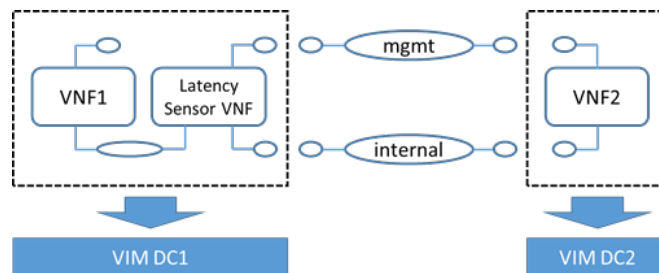 mgmt
VNF1
Latency
Sensor VNF
VNF2
internal
VIM DC1
VIM DC2